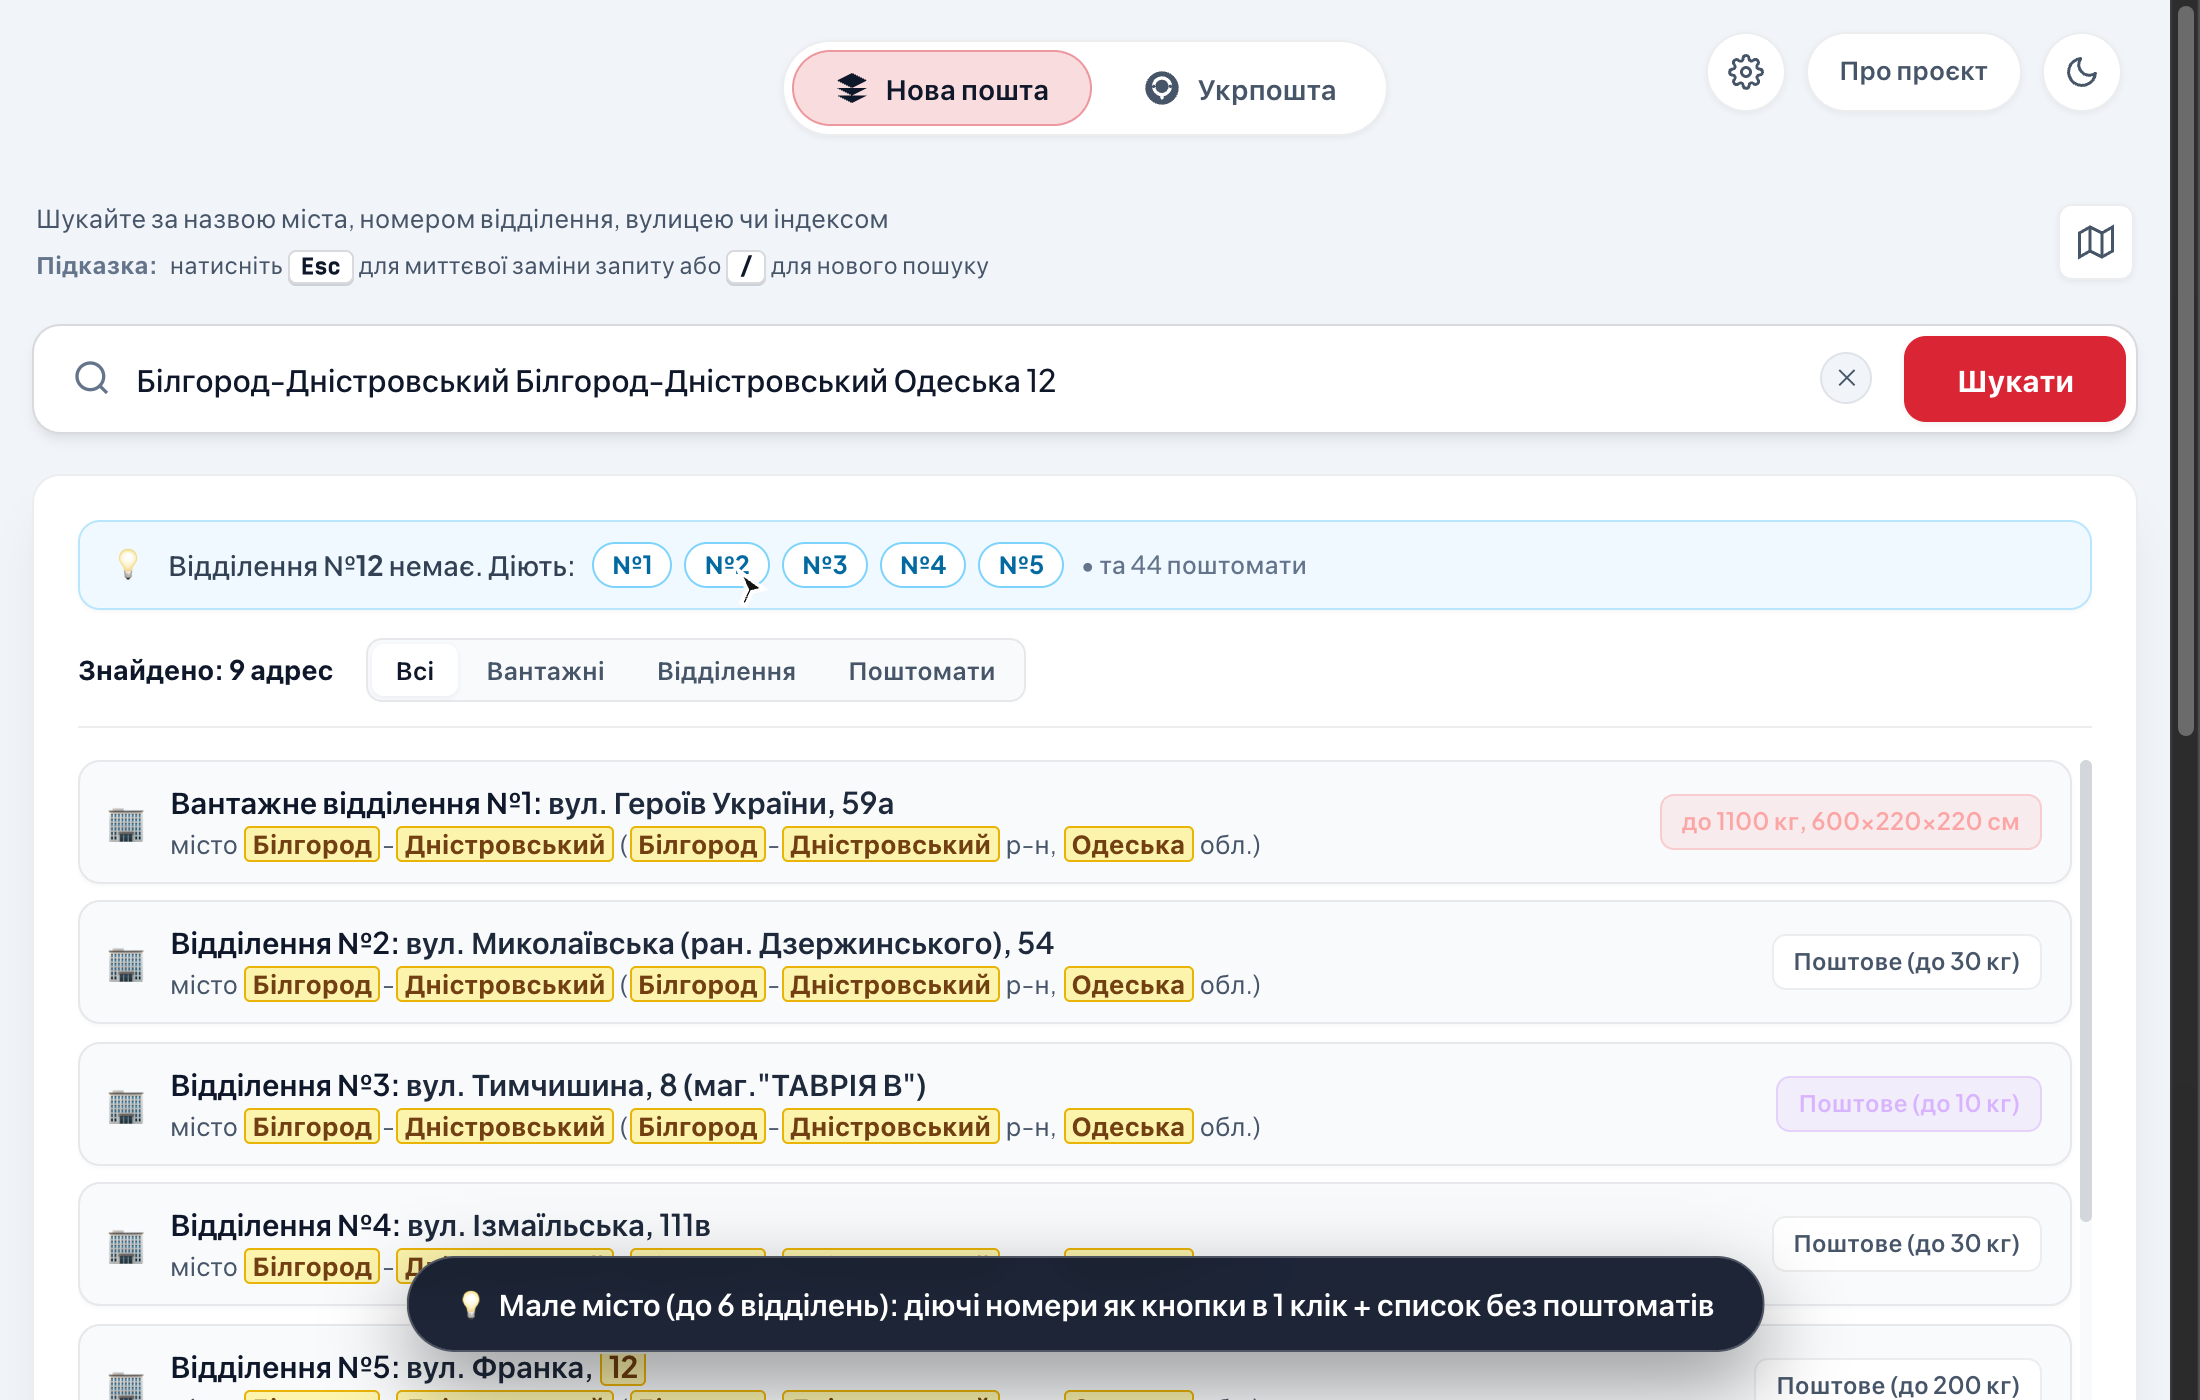 Нова пошта
Укрпошта
Про проєкт
Шукайте за назвою міста, номером відділення, вулицею чи індексом
Підказка: натисніть Esc для миттєвої заміни запиту або / для нового пошуку
Білгород-Дністровський Білгород-Дністровський Одеська 12
Шукати
Відділення №12 немає. Діють: №1 №2 №3 №4 №5 • та 44 поштомати
Знайдено: 9 адрес
Всі
Вантажні
Відділення
Поштомати
Вантажне відділення №1: вул. Героїв України, 59а
місто Білгород-Дністровський (Білгород-Дністровський р-н, Одеська обл.)
до 1100 кг, 600×220×220 см
Відділення №2: вул. Миколаївська (ран. Дзержинського), 54
місто Білгород-Дністровський (Білгород-Дністровський р-н, Одеська обл.)
Поштове (до 30 кг)
Відділення №3: вул. Тимчишина, 8 (маг."ТАВРІЯ В")
місто Білгород-Дністровський (Білгород-Дністровський р-н, Одеська обл.)
Поштове (до 10 кг)
Відділення №4: вул. Ізмаїльська, 111в
місто Білгород-
Поштове (до 30 кг)
💡 Мале місто (до 6 відділень): діючі номери як кнопки в 1 клік + список без поштоматів
Відділення №5: вул. Франка, 12
Поштове (до 200 кг)